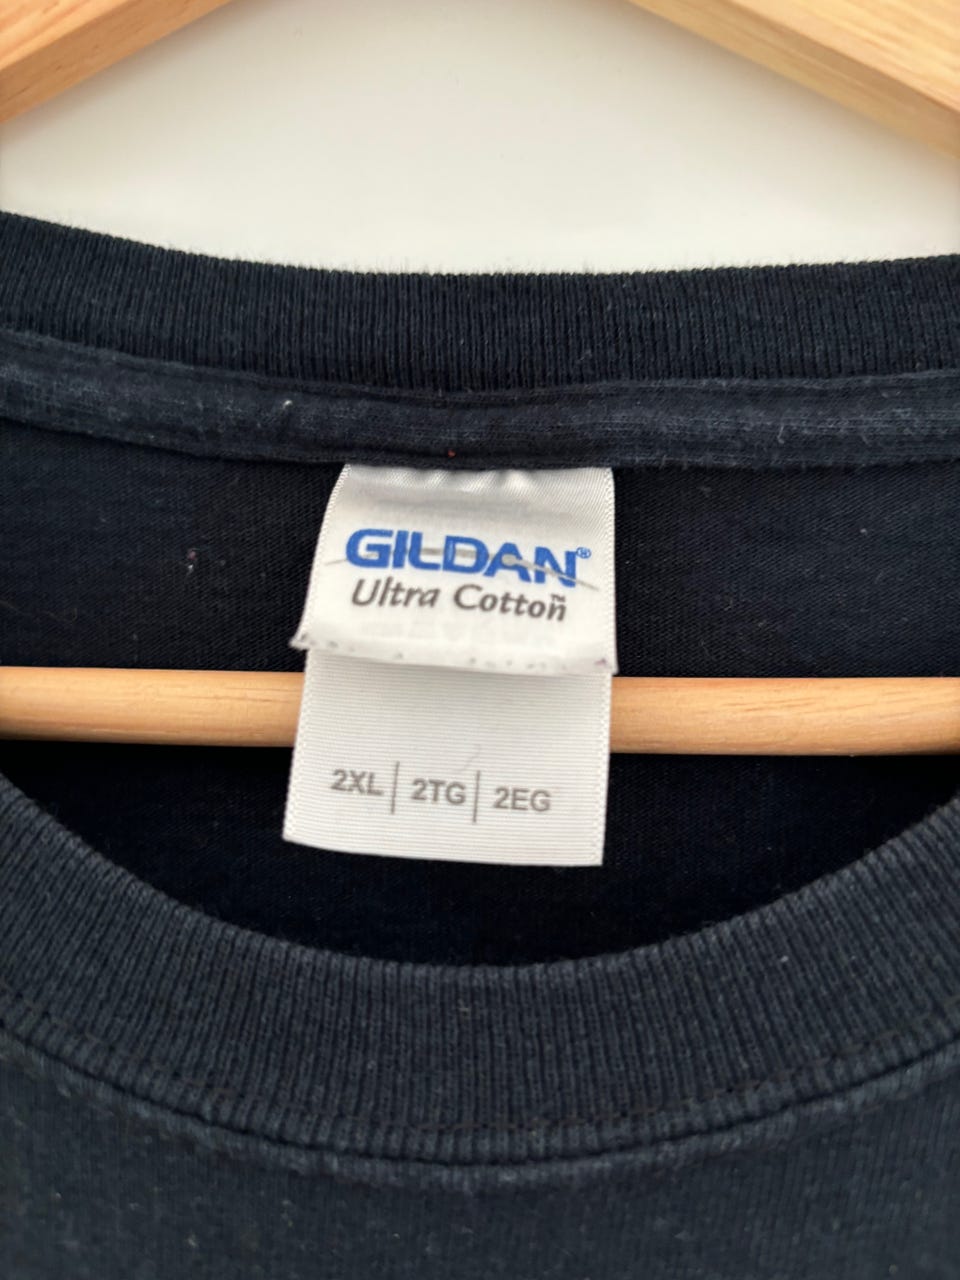 GILDAN®
Ultra Cotton™
2XL | 2TG | 2EG